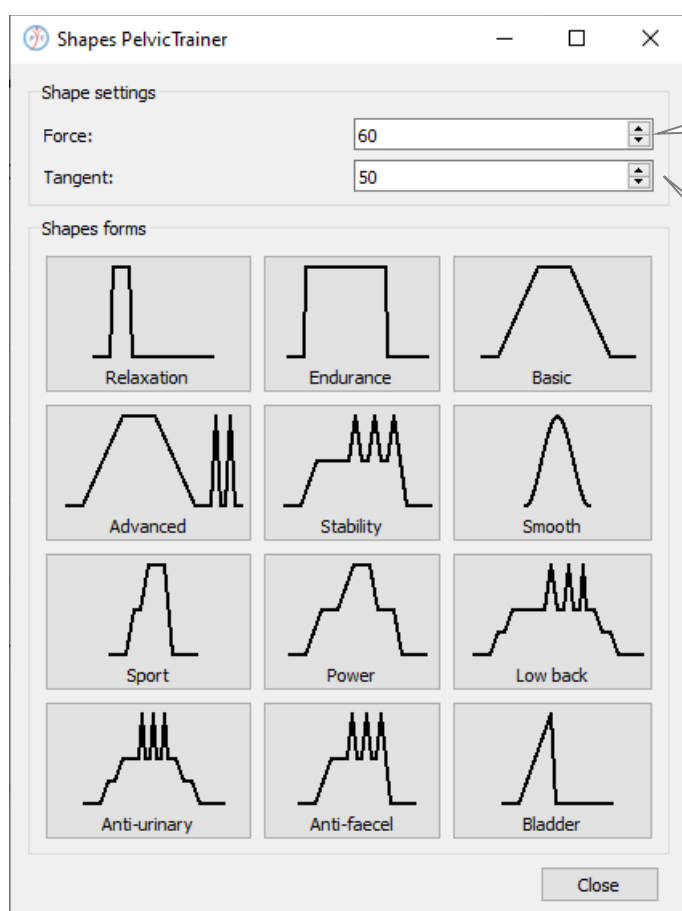 Shapes PelvicTrainer
Shape settings
Force: 60
Tangent: 50
Shapes forms
Relaxation Endurance Basic
Advanced Stability Smooth
Sport Power Low back
Anti-urinary Anti-faecel Bladder
Close